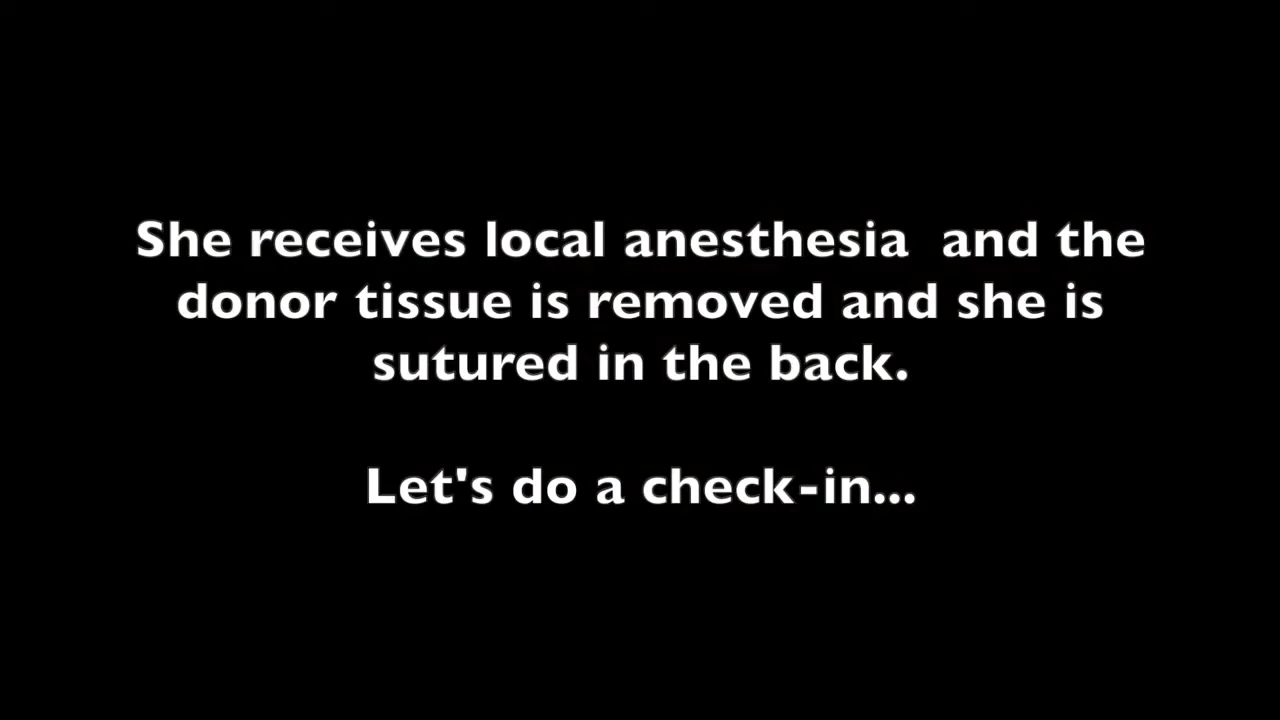 She receives local anesthesia  and the
donor tissue is removed and she is
sutured in the back.
Let's do a check-in...